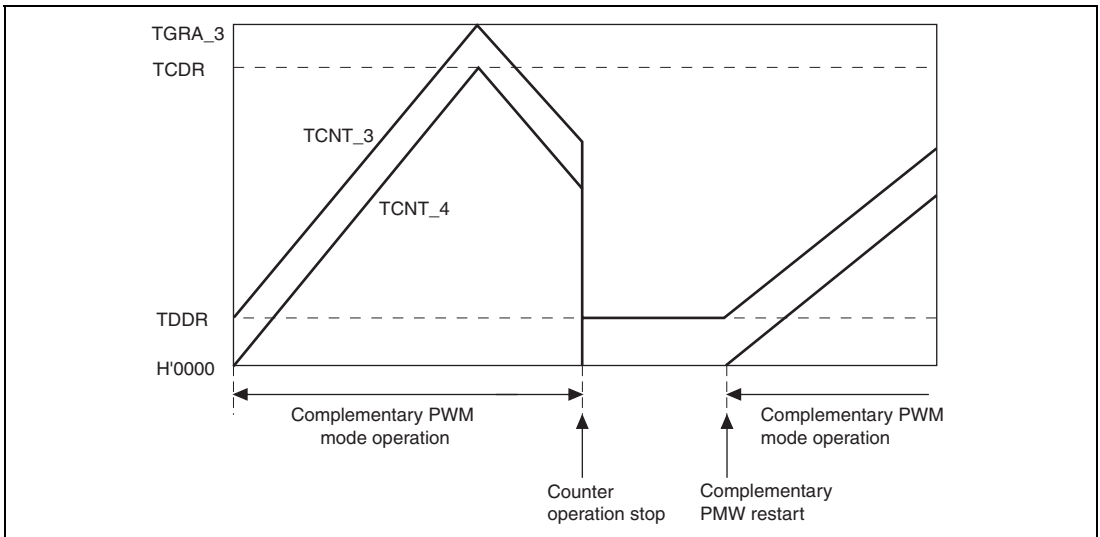 TGRA_3
TCDR
TCNT_3
TCNT_4
TDDR
H'0000
Complementary PWM
mode operation
Complementary PWM
mode operation
Counter
operation stop
Complementary
PMW restart